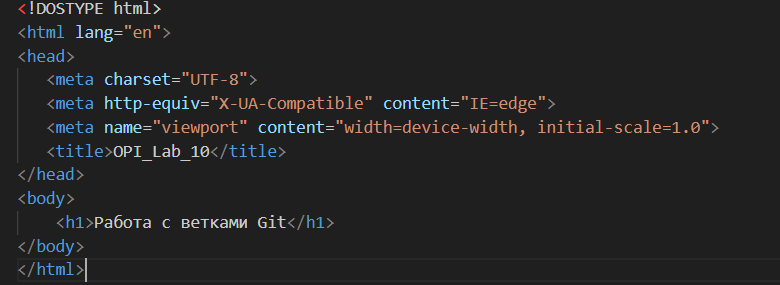 <!DOSTYPE html>
<html lang="en">
<head>
<meta charset="UTF-8">
<meta http-equiv="X-UA-Compatible" content="IE=edge">
<meta name="viewport" content="width=device-width, initial-scale=1.0">
<title>OPI_Lab_10</title>
</head>
<body>
<h1>Работа с ветками Git</h1>
</body>
</html>